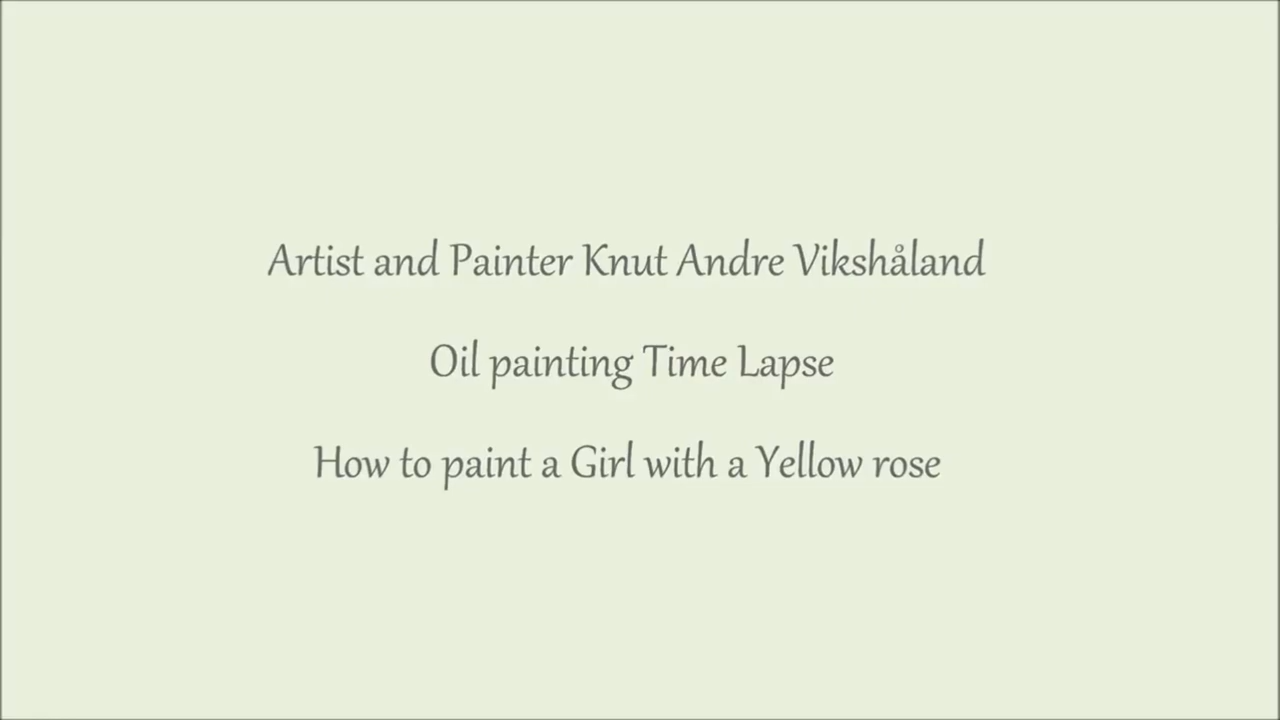 Artist and Painter Knut Andre Vikshåland
Oil painting Time Lapse
How to paint a Girl with a Yellow rose